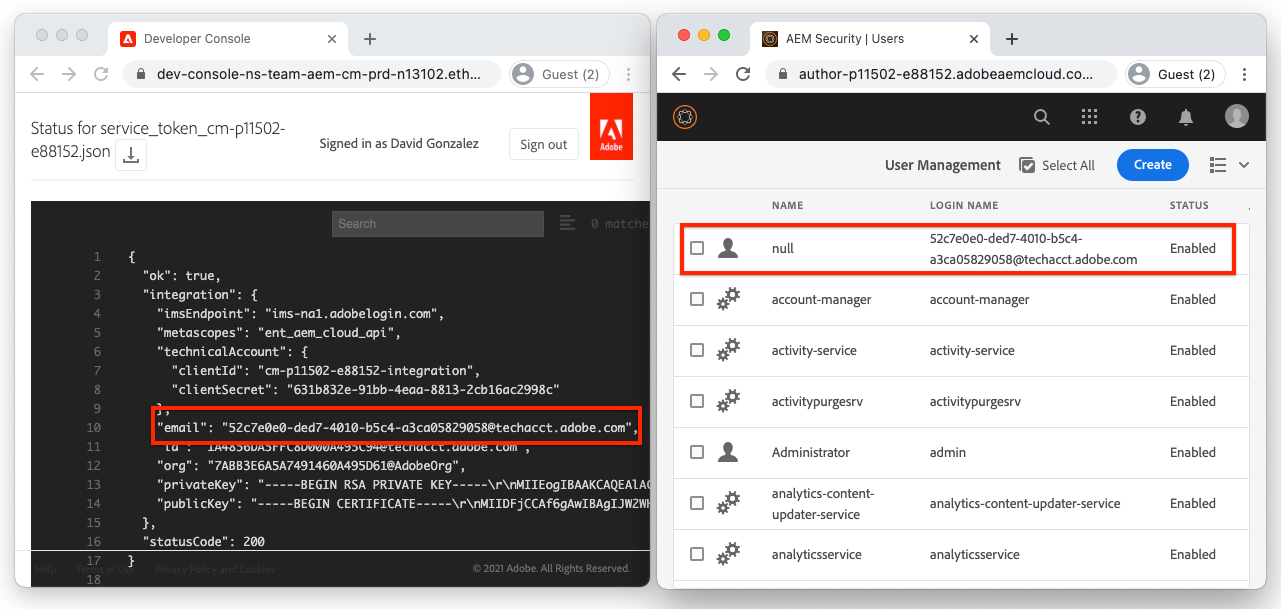 Developer Console
dev-console-ns-team-aem-cm-prd-n13102.eth...
Guest (2)
Status for service_token_cm-p11502-
e88152.json
Signed in as David Gonzalez
Sign out
Adobe
Search
0 matche
1 {
2 "ok": true,
3 "integration": {
4 "imsEndpoint": "ims-na1.adobelogin.com",
5 "metascopes": "ent_aem_cloud_api",
6 "technicalAccount": {
7 "clientId": "cm-p11502-e88152-integration",
8 "clientSecret": "631b832e-91bb-4eaa-8813-2cb16ac2998c"
9 },
10 "email": "52c7e0e0-ded7-4010-b5c4-a3ca05829058@techacct.adobe.com",
11 "id": "1A4856DA5FFC8D000A495C94@techacct.adobe.com",
12 "org": "7ABB3E6A5A7491460A495D61@AdobeOrg",
13 "privateKey": "-----BEGIN RSA PRIVATE KEY-----\r\nMIIEogIBAAKCAQEAlAG
14 "publicKey": "-----BEGIN CERTIFICATE-----\r\nMIIDFjCCAf6gAwIBAgIJW2WH
15 },
16 "statusCode": 200
17 }
18
Help Terms of Use Privacy Policy and Cookies
© 2021 Adobe. All Rights Reserved.
AEM Security | Users
author-p11502-e88152.adobeaemcloud.co...
Guest (2)
User Management
Select All
Create
NAME LOGIN NAME STATUS
null 52c7e0e0-ded7-4010-b5c4-
a3ca05829058@techacct.adobe.com Enabled
account-manager account-manager Enabled
activity-service activity-service Enabled
activitypurgesrv activitypurgesrv Enabled
Administrator admin Enabled
analytics-content-
updater-service analytics-content-updater-service Enabled
analyticsservice analyticsservice Enabled